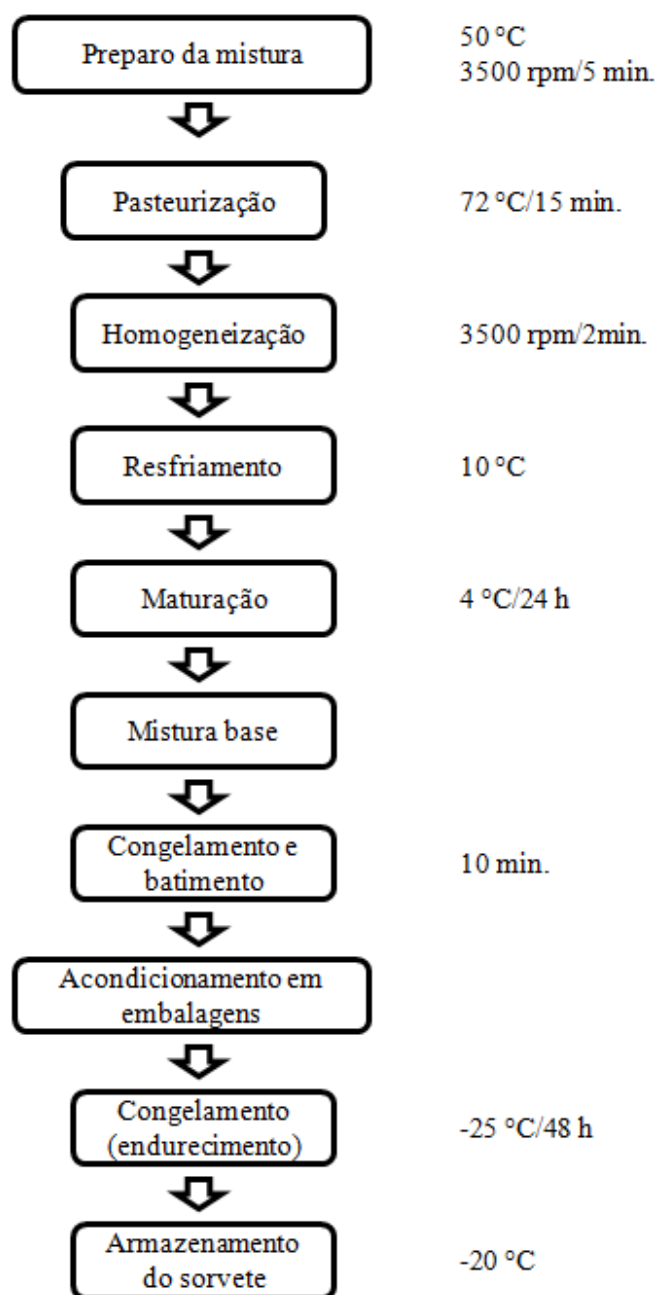 Preparo da mistura
50 °C
3500 rpm/5 min.
Pasteurização
72 °C/15 min.
Homogeneização
3500 rpm/2min.
Resfriamento
10 °C
Maturação
4 °C/24 h
Mistura base
Congelamento e
batimento
10 min.
Acondicionamento em
embalagens
Congelamento
(endurecimento)
-25 °C/48 h
Armazenamento
do sorvete
-20 °C